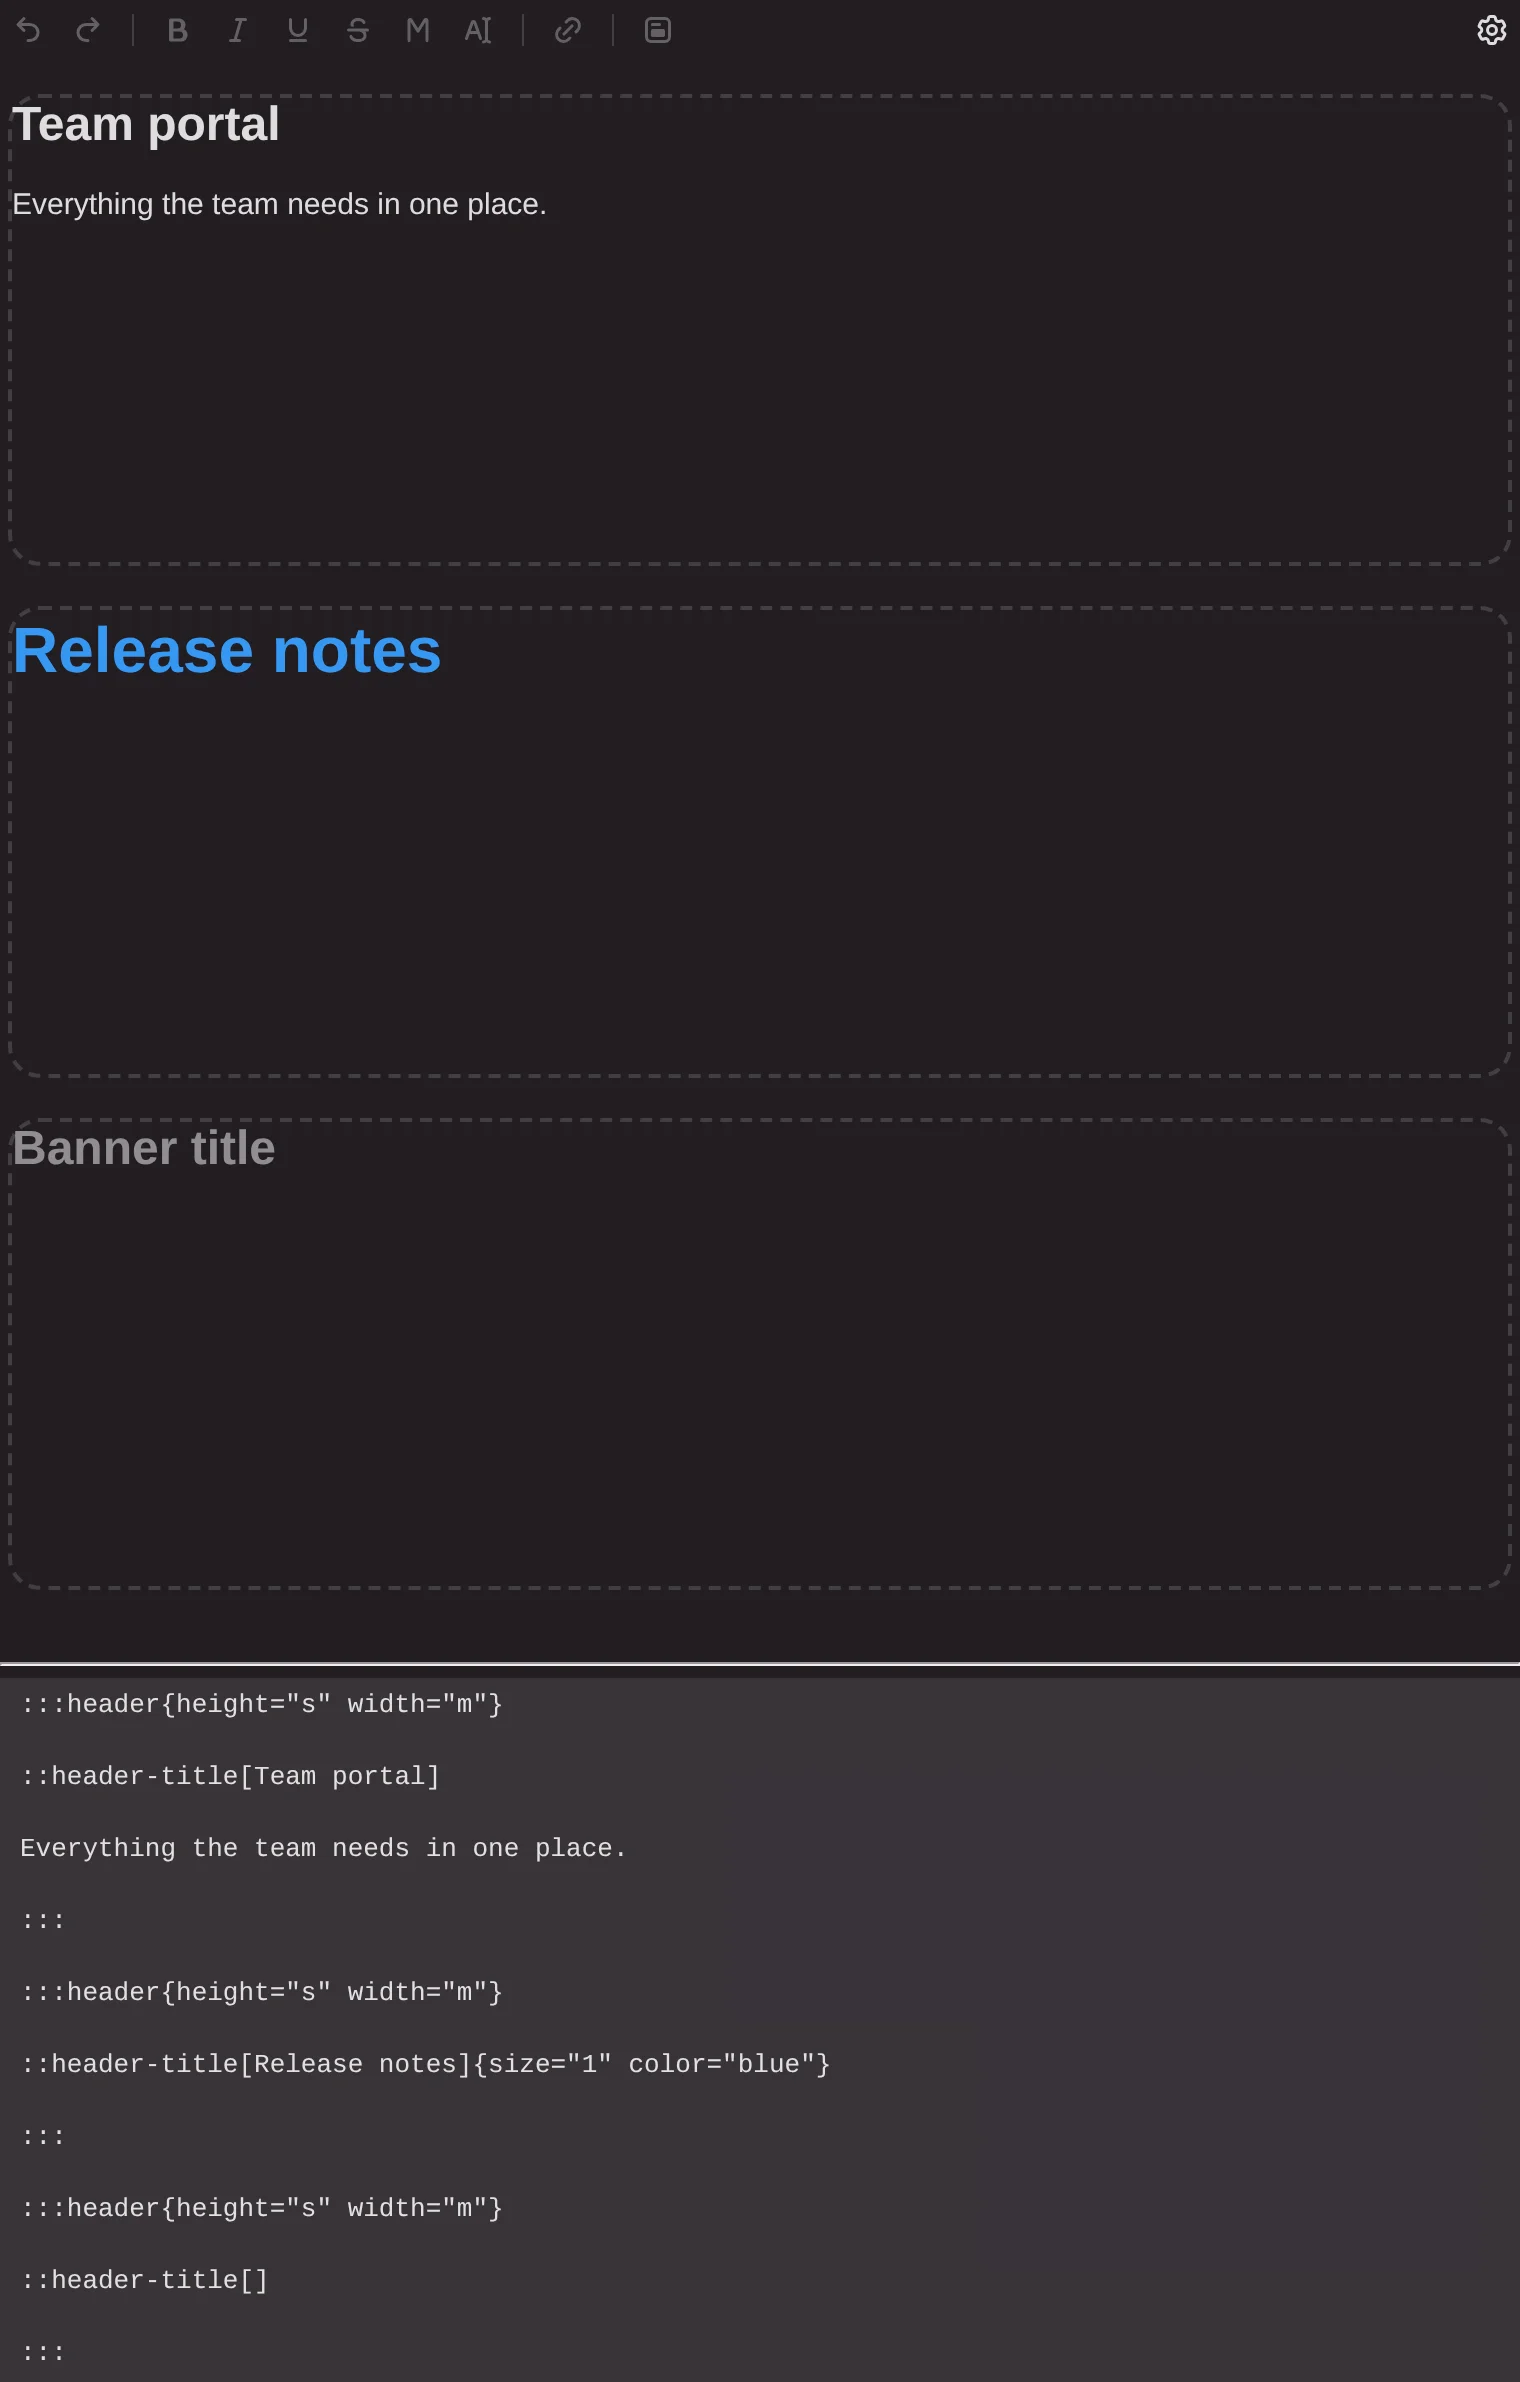 Team portal
Everything the team needs in one place.
Release notes
Banner title
:::header{height="s" width="m"}
::header-title[Team portal]
Everything the team needs in one place.
:::
:::header{height="s" width="m"}
::header-title[Release notes]{size="1" color="blue"}
:::
:::header{height="s" width="m"}
::header-title[]
:::